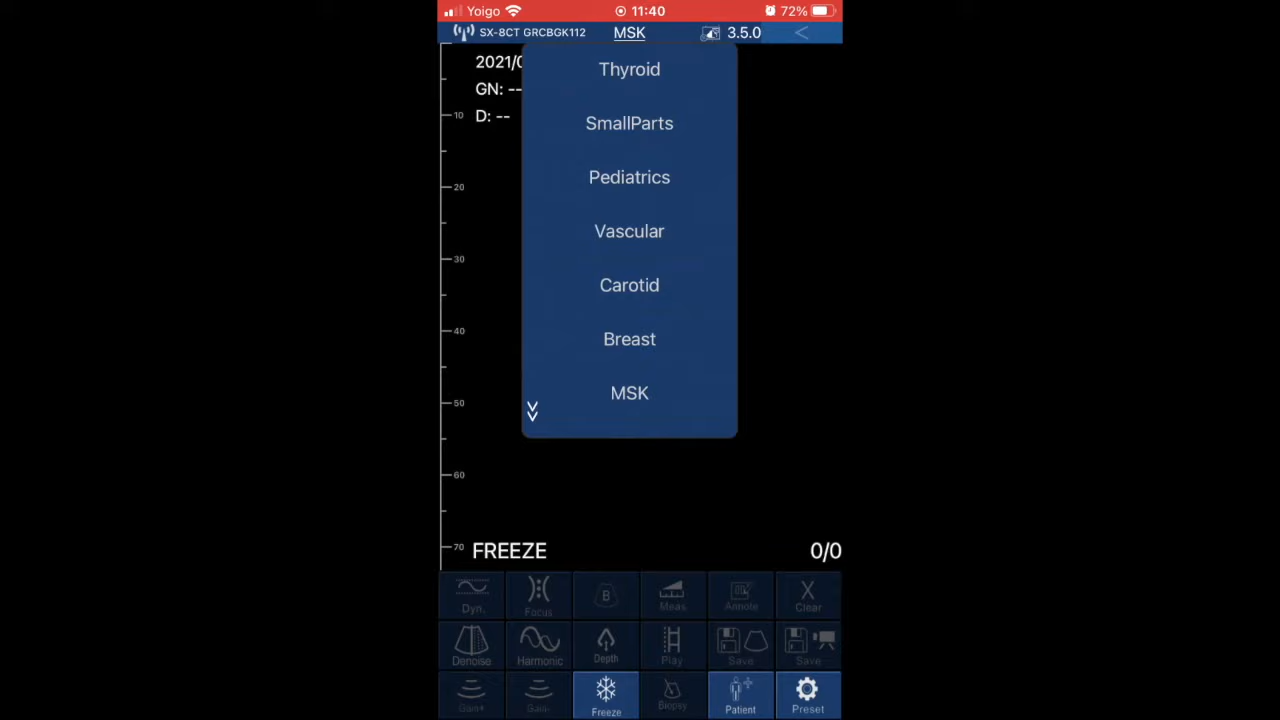 Yoigo 11:40 72%
SX-8CT GRCBGK112 MSK 3.5.0 <
2021/0
GN: --
D: --
Thyroid
SmallParts
Pediatrics
Vascular
Carotid
Breast
MSK
10
20
30
40
50
60
70
FREEZE 0/0
Dyn. Focus B Meas Annote Clear
Denoise Harmonic Depth Play Save Save
Gain+ Gain- Freeze Biopsy Patient Preset